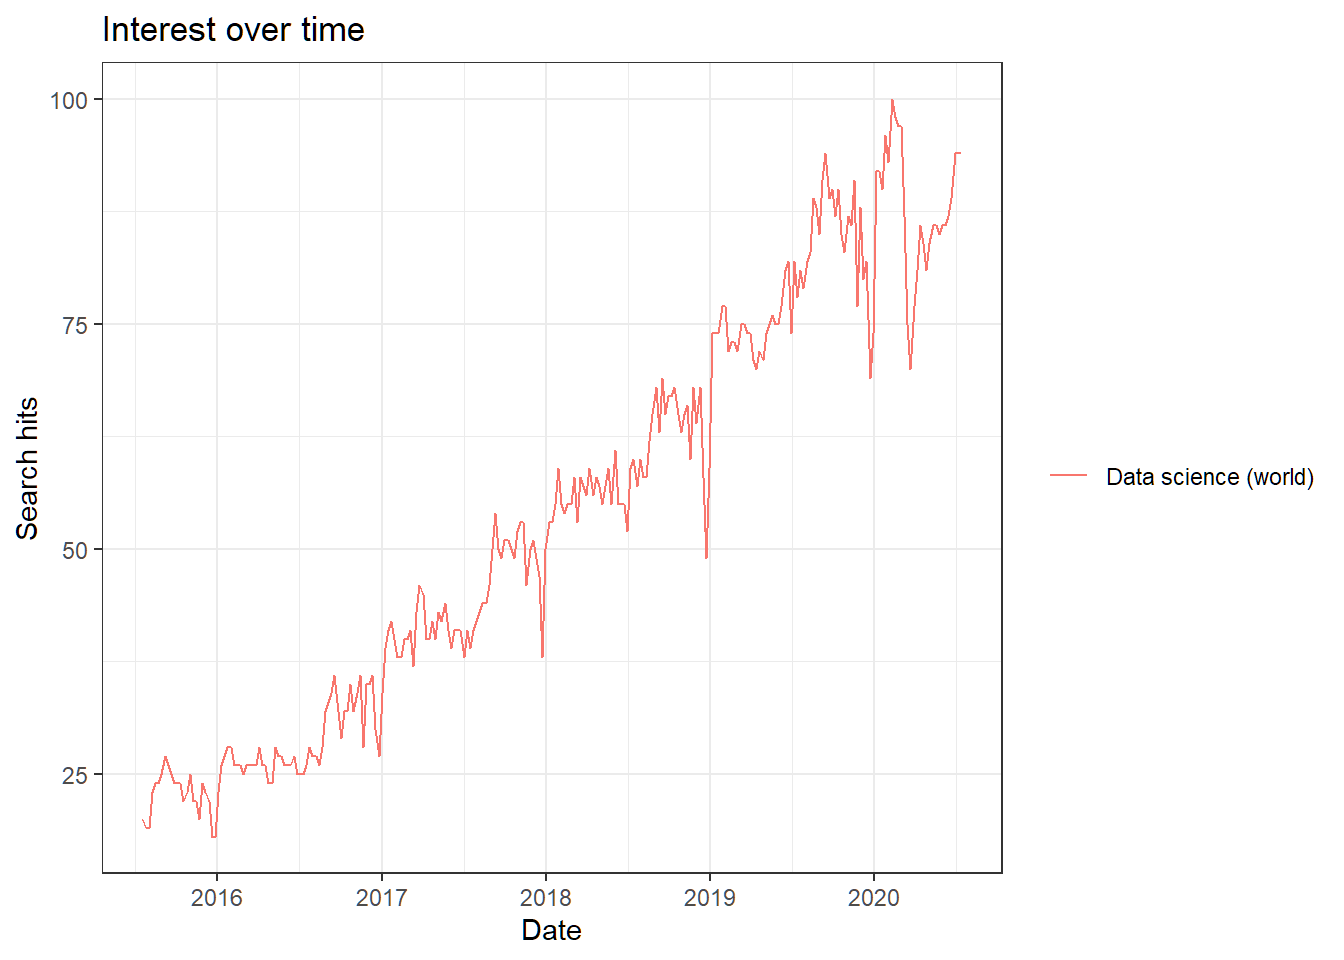 Interest over time
100
75
50
25
Search hits
2016 2017 2018 2019 2020
Date
Data science (world)